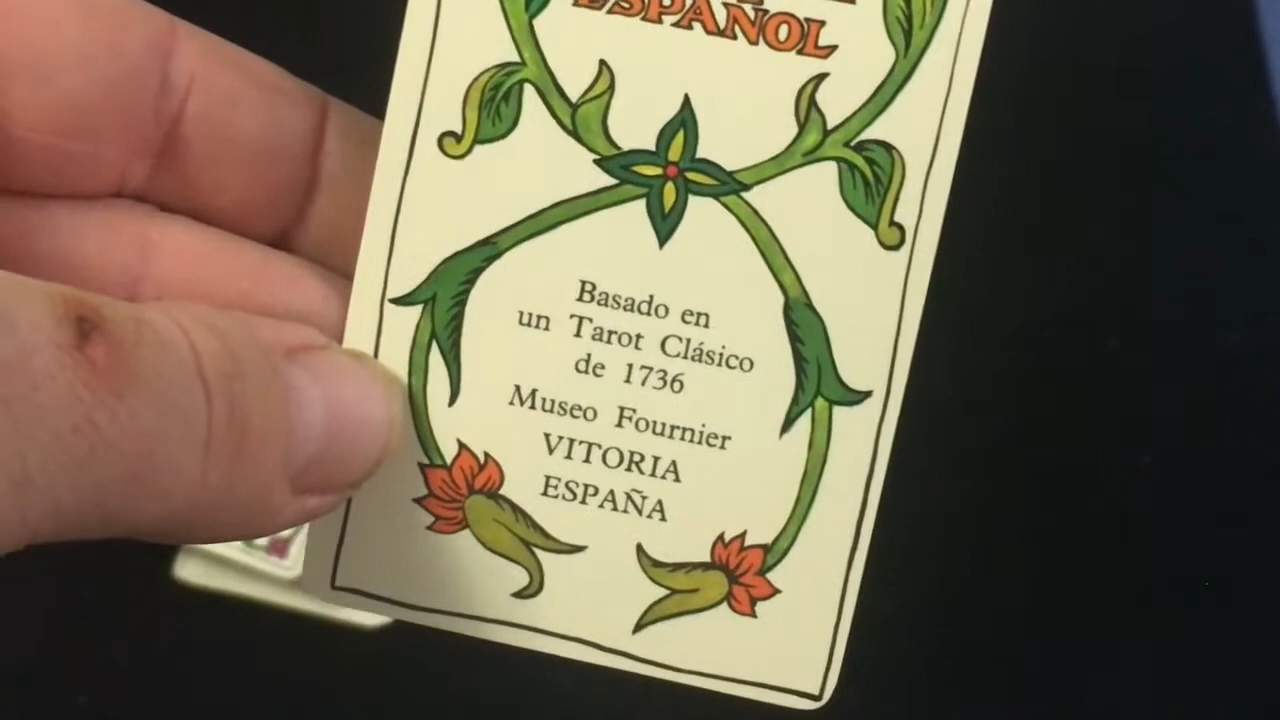 ESPAÑOL
Basado en
un Tarot Clásico
de 1736
Museo Fournier
VITORIA
ESPAÑA